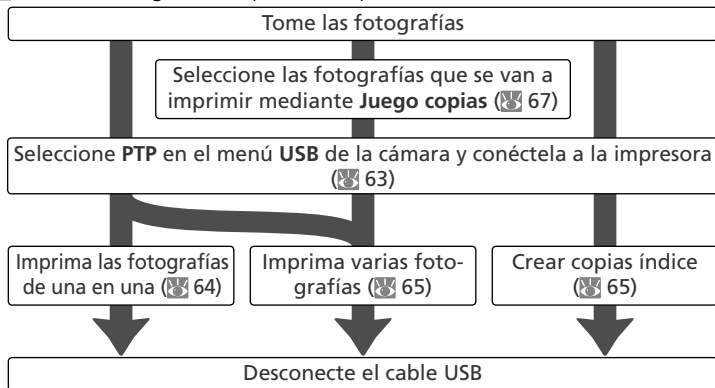 Tome las fotografías
Seleccione las fotografías que se van a
imprimir mediante Juego copias (67)
Seleccione PTP en el menú USB de la cámara y conéctela a la impresora
(63)
Imprima las fotografías
de una en una (64)
Imprima varias foto-
grafías (65)
Crear copias índice
(65)
Desconecte el cable USB